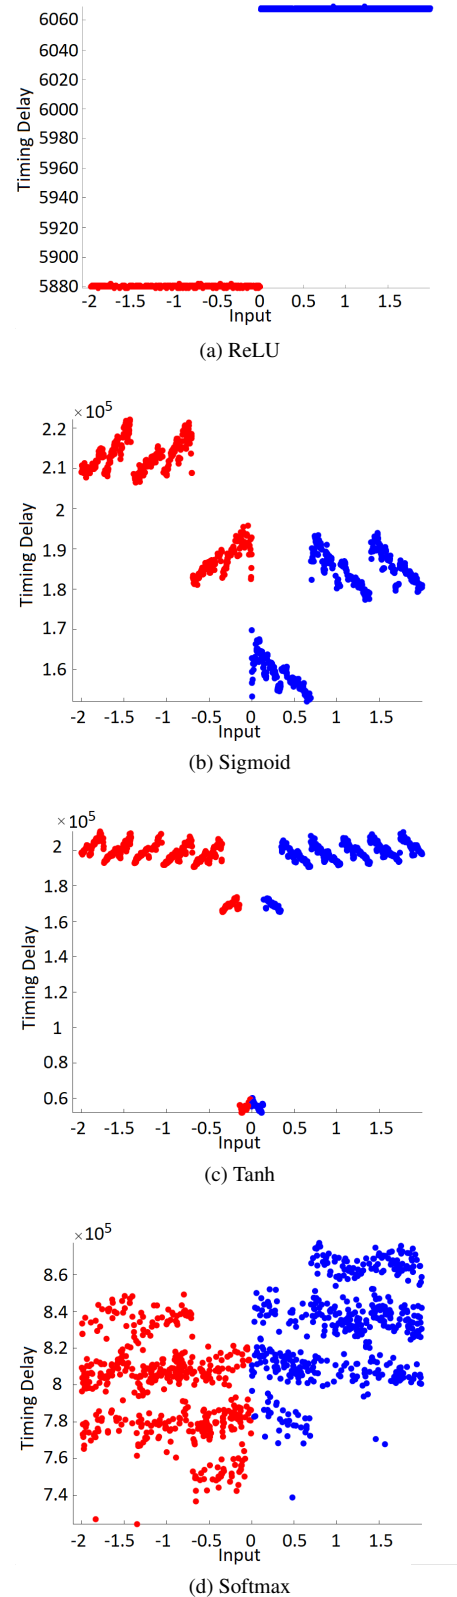 6060
6040
6020
6000
5980
5960
5940
5920
5900
5880
Timing Delay
-2 -1.5 -1 -0.5 0 0.5 1 1.5
Input
(a) ReLU
×10^5
2.2
2.1
2
1.9
1.8
1.7
1.6
Timing Delay
-2 -1.5 -1 -0.5 0 0.5 1 1.5
Input
(b) Sigmoid
×10^5
2
1.8
1.6
1.4
1.2
1
0.8
0.6
Timing Delay
-2 -1.5 -1 -0.5 0 0.5 1 1.5
Input
(c) Tanh
×10^5
8.6
8.4
8.2
8
7.8
7.6
7.4
Timing Delay
-2 -1.5 -1 -0.5 0 0.5 1 1.5
Input
(d) Softmax